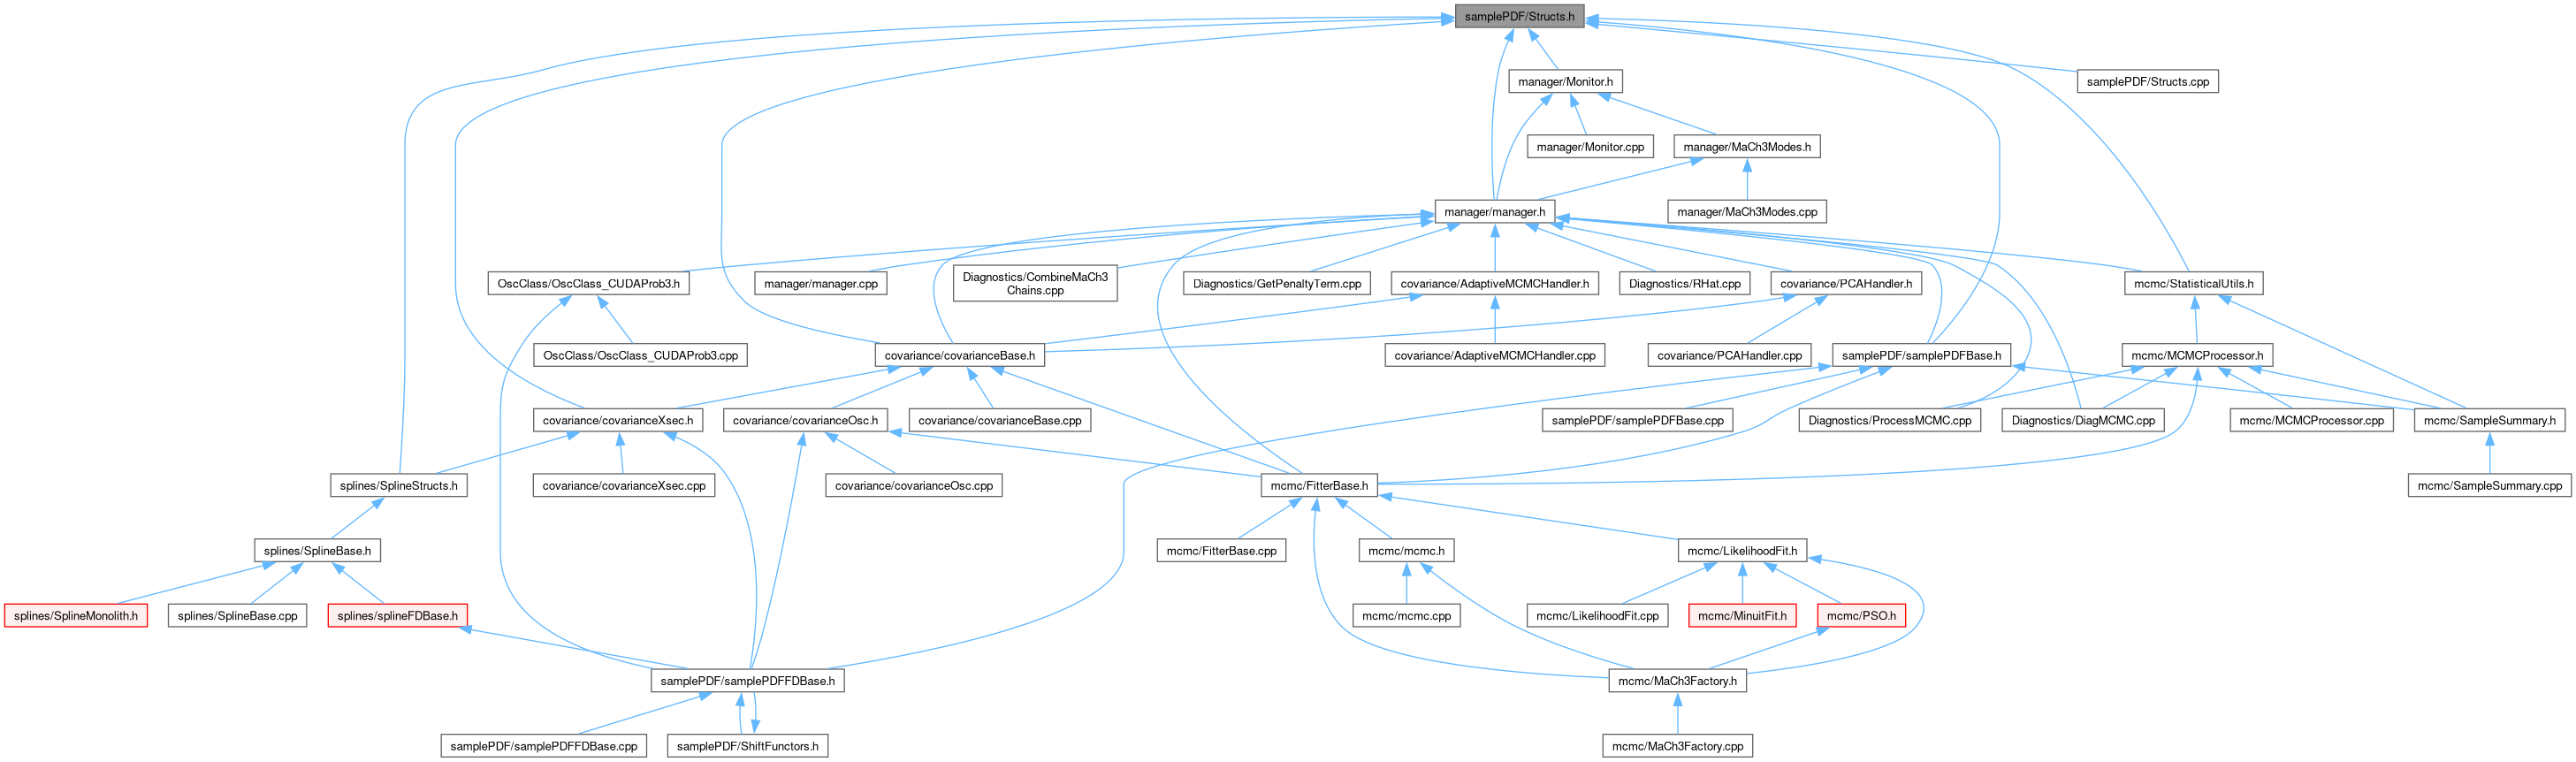 samplePDF/Structs.h
manager/Monitor.h
samplePDF/Structs.cpp
manager/Monitor.cpp
manager/MaCh3Modes.h
manager/manager.h
manager/MaCh3Modes.cpp
OscClass/OscClass_CUDAProb3.h
manager/manager.cpp
Diagnostics/CombineMaCh3
Chains.cpp
Diagnostics/GetPenaltyTerm.cpp
covariance/AdaptiveMCMCHandler.h
Diagnostics/RHat.cpp
covariance/PCAHandler.h
mcmc/StatisticalUtils.h
OscClass/OscClass_CUDAProb3.cpp
covariance/covarianceBase.h
covariance/AdaptiveMCMCHandler.cpp
covariance/PCAHandler.cpp
samplePDF/samplePDFBase.h
mcmc/MCMCProcessor.h
covariance/covarianceXsec.h
covariance/covarianceOsc.h
covariance/covarianceBase.cpp
samplePDF/samplePDFBase.cpp
Diagnostics/ProcessMCMC.cpp
Diagnostics/DiagMCMC.cpp
mcmc/MCMCProcessor.cpp
mcmc/SampleSummary.h
splines/SplineStructs.h
covariance/covarianceXsec.cpp
covariance/covarianceOsc.cpp
mcmc/FitterBase.h
mcmc/SampleSummary.cpp
splines/SplineBase.h
mcmc/FitterBase.cpp
mcmc/mcmc.h
mcmc/LikelihoodFit.h
splines/SplineMonolith.h
splines/SplineBase.cpp
splines/splineFDBase.h
mcmc/mcmc.cpp
mcmc/LikelihoodFit.cpp
mcmc/MinuitFit.h
mcmc/PSO.h
samplePDF/samplePDFFDBase.h
mcmc/MaCh3Factory.h
samplePDF/samplePDFFDBase.cpp
samplePDF/ShiftFunctors.h
mcmc/MaCh3Factory.cpp